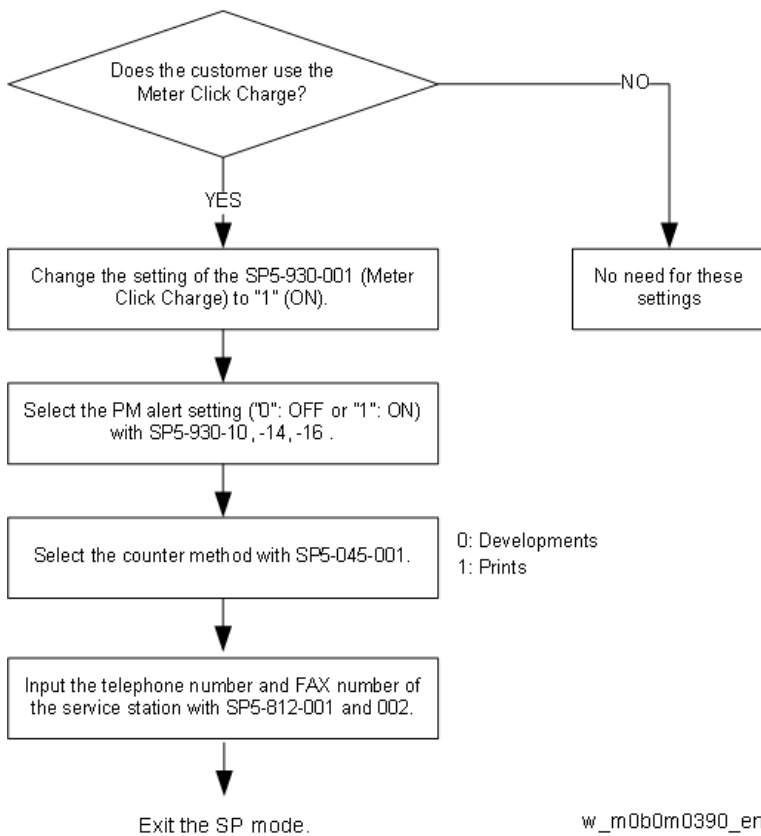 Does the customer use the
Meter Click Charge?
NO
YES
Change the setting of the SP5-930-001 (Meter
Click Charge) to "1" (ON).
No need for these
settings
Select the PM alert setting ("0": OFF or "1": ON)
with SP5-930-10, -14, -16 .
Select the counter method with SP5-045-001.
0: Developments
1: Prints
Input the telephone number and FAX number of
the service station with SP5-812-001 and 002.
Exit the SP mode.
w_m0b0m0390_en